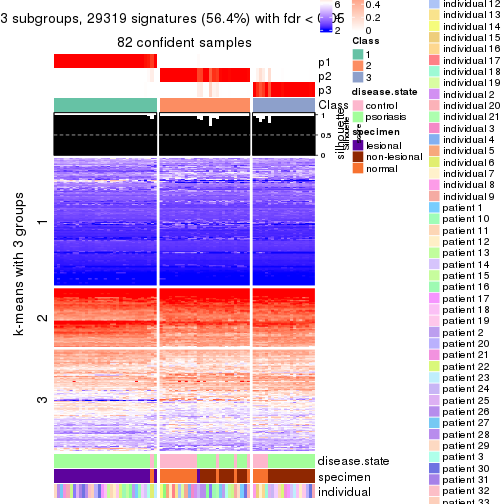 3 subgroups, 29319 signatures (56.4%) with fdr < 0.05
82 confident samples
p1
p2
p3
Class
1
0.5
0
silhouette
k-means with 3 groups
1
2
3
disease.state
specimen
individual
6
0.4
0
Class
1
2
3
disease.state
control
psoriasis
specimen
lesional
non-lesional
normal
individual 12
individual 13
individual 14
individual 15
individual 16
individual 17
individual 18
individual 19
individual 2
individual 20
individual 21
individual 3
individual 4
individual 5
individual 6
individual 7
individual 8
individual 9
patient 1
patient 10
patient 11
patient 12
patient 13
patient 14
patient 15
patient 16
patient 17
patient 18
patient 19
patient 2
patient 20
patient 21
patient 22
patient 23
patient 24
patient 25
patient 26
patient 27
patient 28
patient 29
patient 3
patient 30
patient 31
patient 32
patient 33